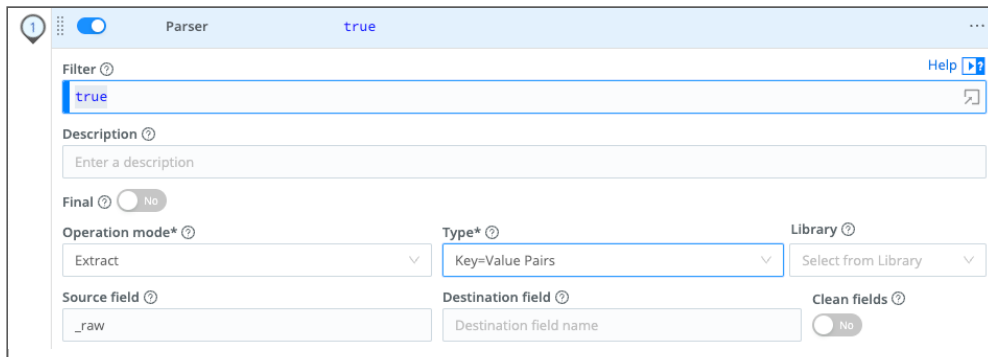 1 Parser true ...
Filter Help
true
Description
Enter a description
Final No
Operation mode* Type* Library
Extract Key=Value Pairs Select from Library
Source field Destination field Clean fields
_raw Destination field name No